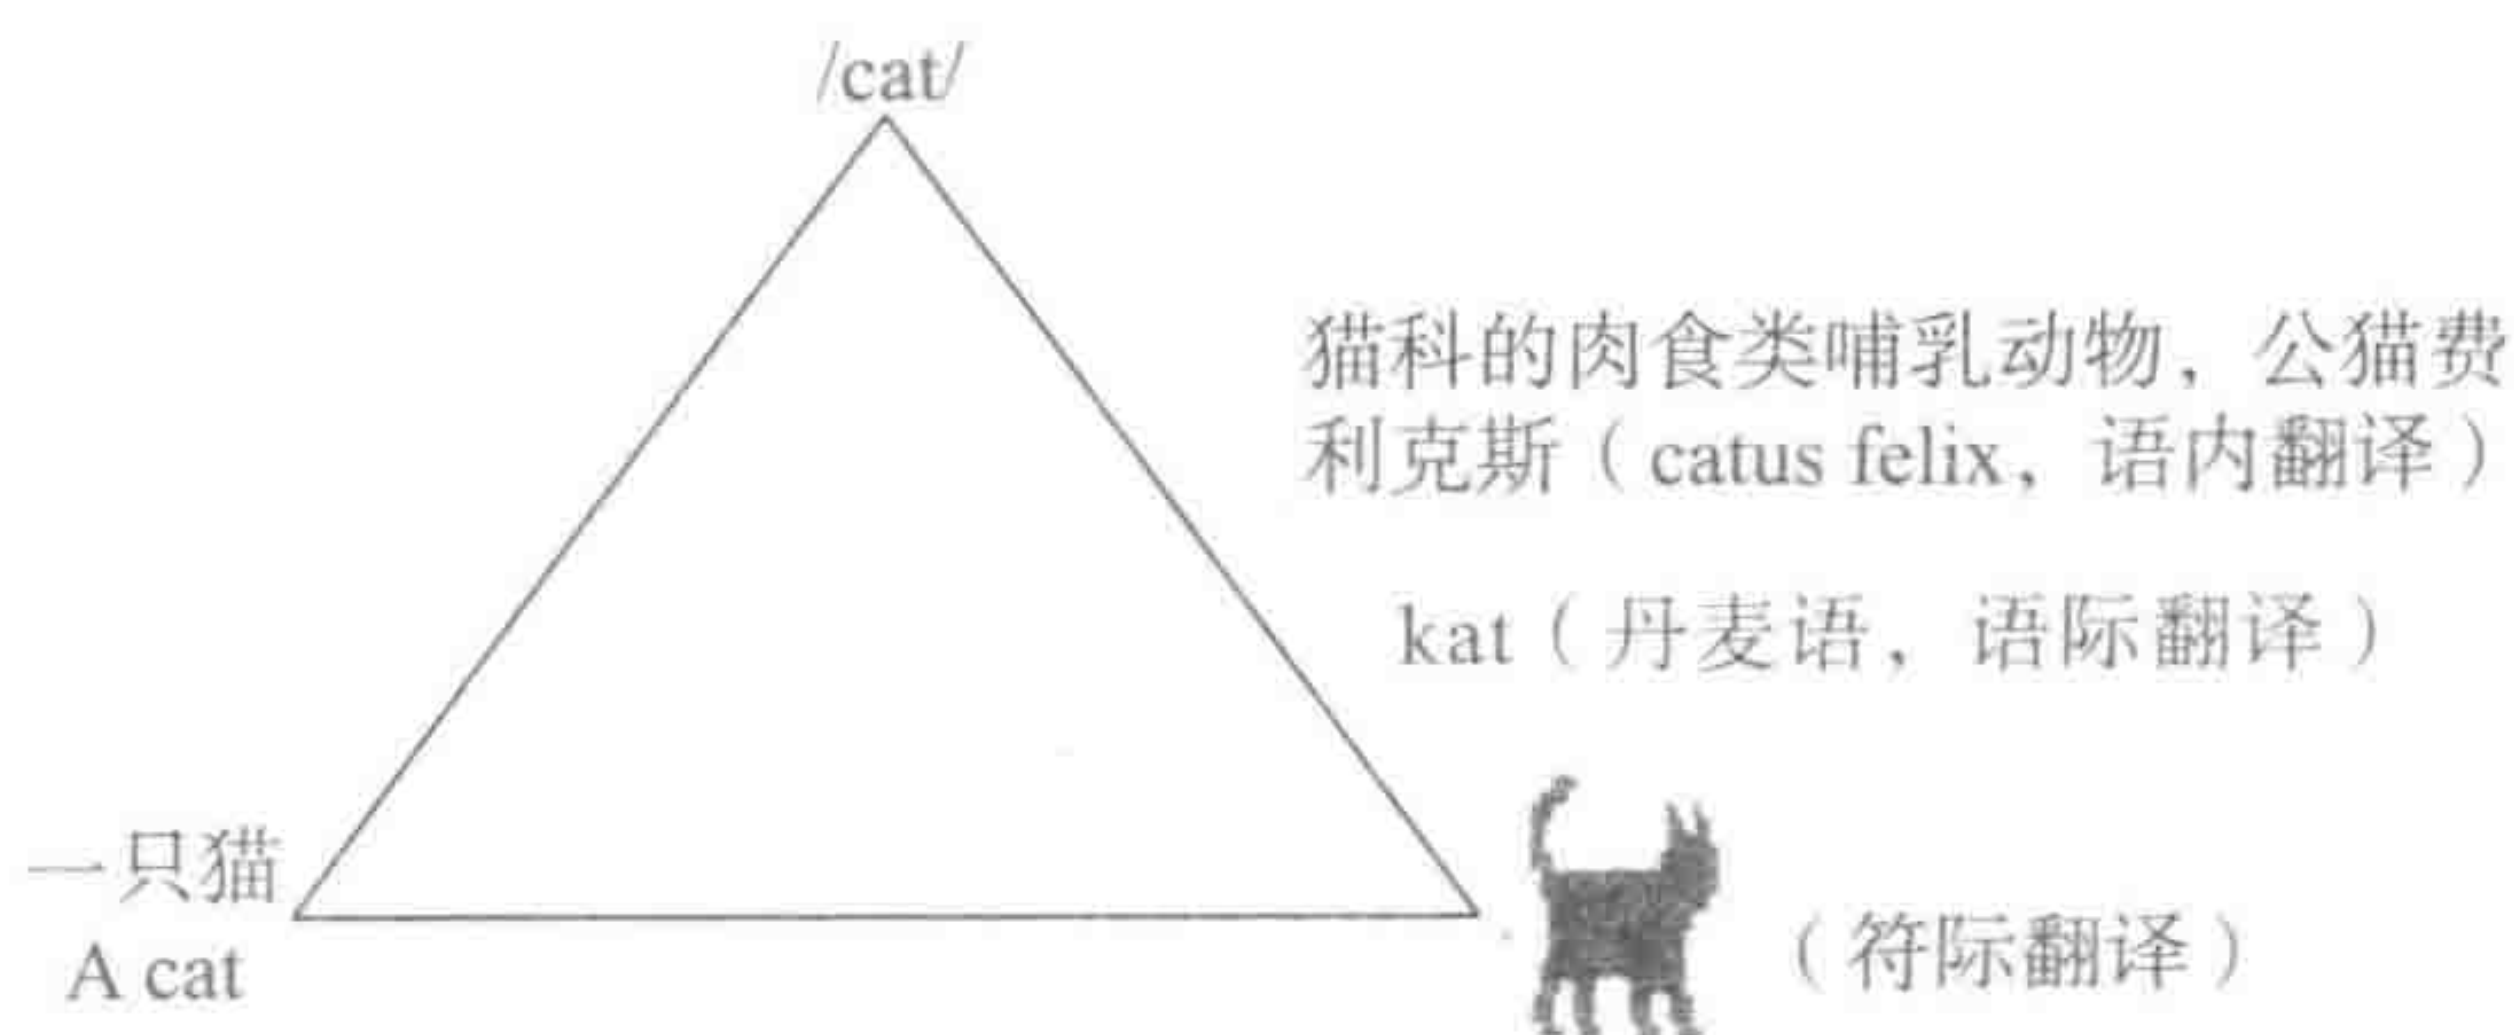 /cat/
猫科的肉食类哺乳动物，公猫费
利克斯（catus felix，语内翻译）
kat（丹麦语，语际翻译）
一只猫
A cat
（符际翻译）